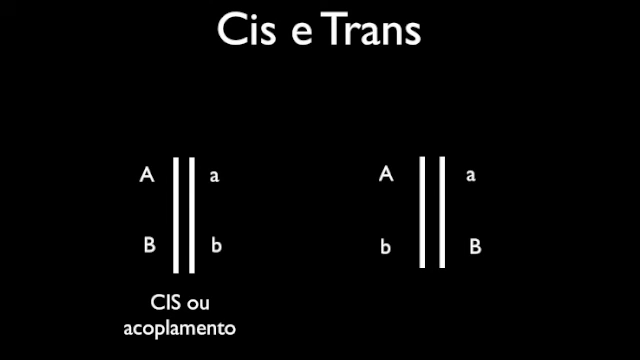 Cis e Trans
A a A a
B b b B
CIS ou
acoplamento